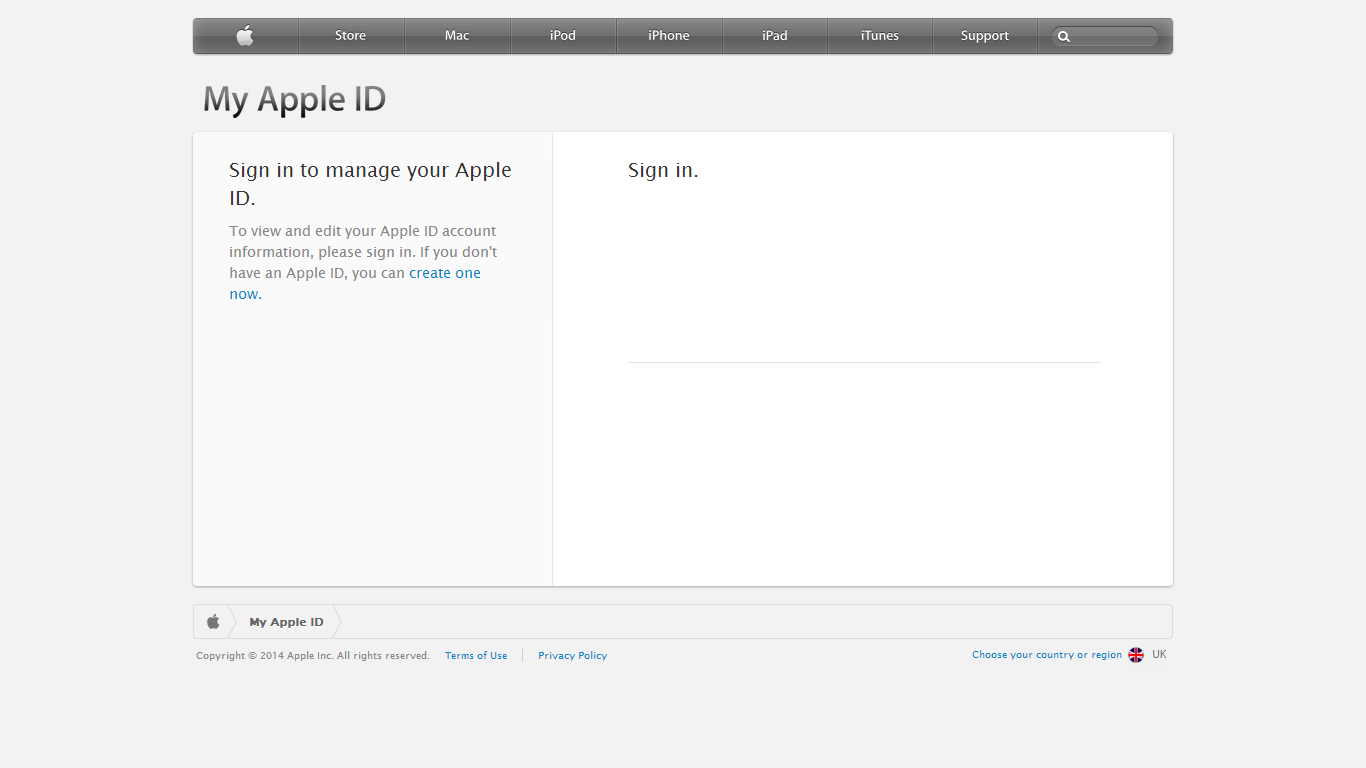 Store Mac iPod iPhone iPad iTunes Support
My Apple ID
Sign in to manage your Apple
ID.
To view and edit your Apple ID account
information, please sign in. If you don't
have an Apple ID, you can create one
now.
Sign in.
My Apple ID
Copyright © 2014 Apple Inc. All rights reserved. Terms of Use Privacy Policy Choose your country or region UK